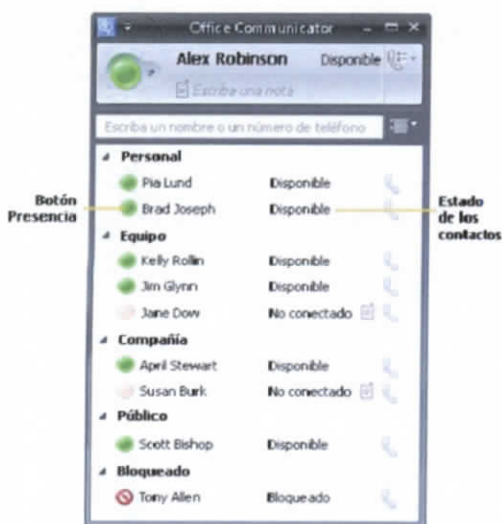 Office Communicator
Alex Robinson Disponible
Escriba una nota
Escriba un nombre o un número de teléfono
Personal
Pia Lund Disponible
Brad Joseph Disponible
Botón
Presencia
Estado
de los
contactos
Equipo
Kelly Rollin Disponible
Jim Glynn Disponible
Jane Dow No conectado
Compañía
April Stewart Disponible
Susan Burk No conectado
Público
Scott Bishop Disponible
Bloqueado
Tony Allen Bloqueado